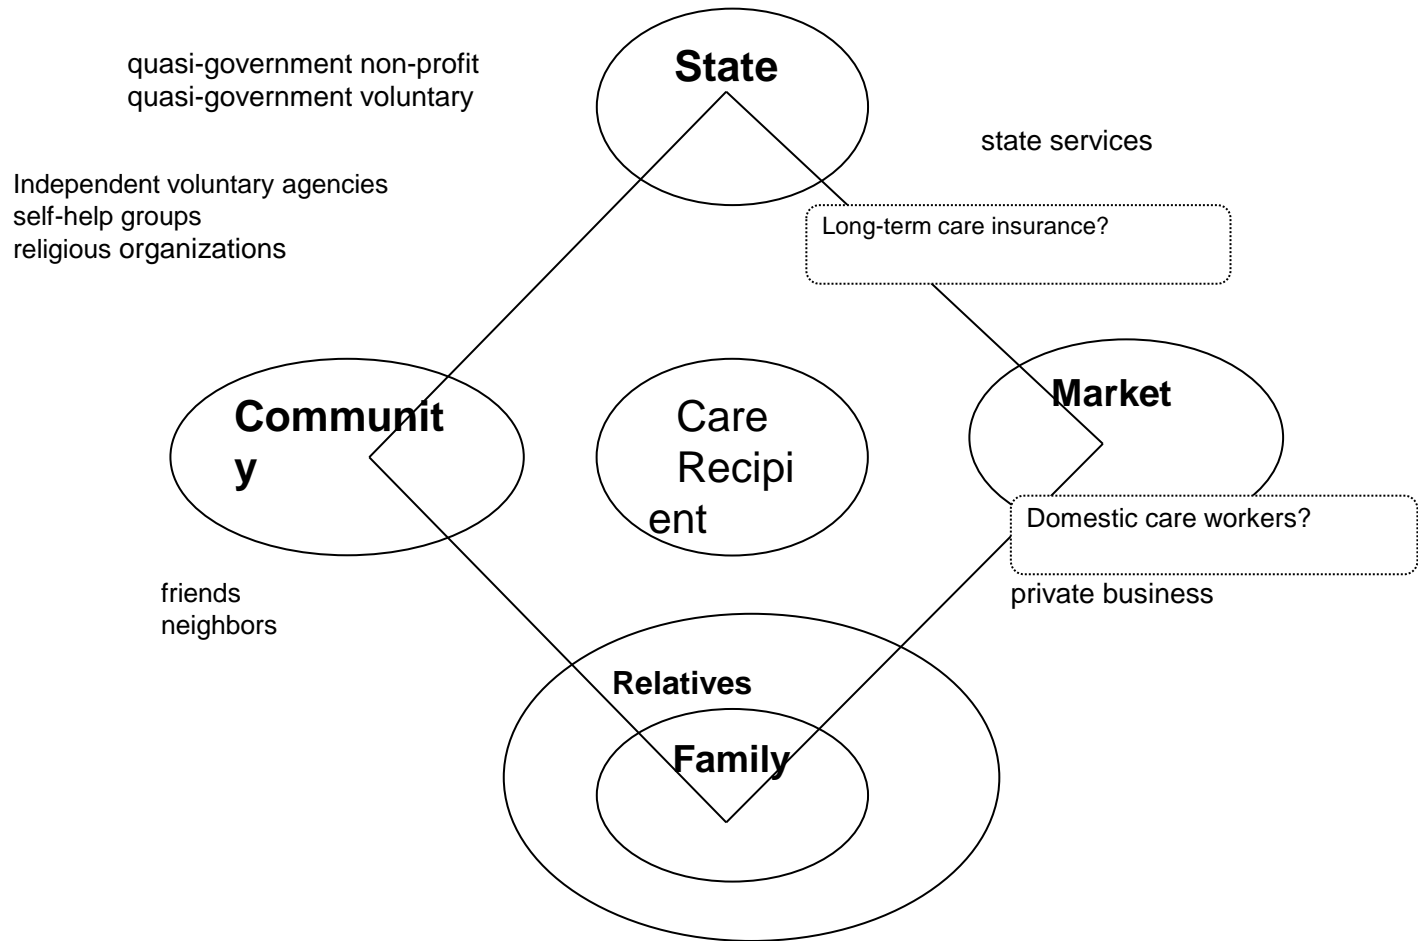 State
quasi-government non-profit
quasi-government voluntary
state services
Independent voluntary agencies
self-help groups
religious organizations
Long-term care insurance?
Market
Communit
y
Care
Recipi
ent
Domestic care workers?
friends
neighbors
private business
Relatives
Family